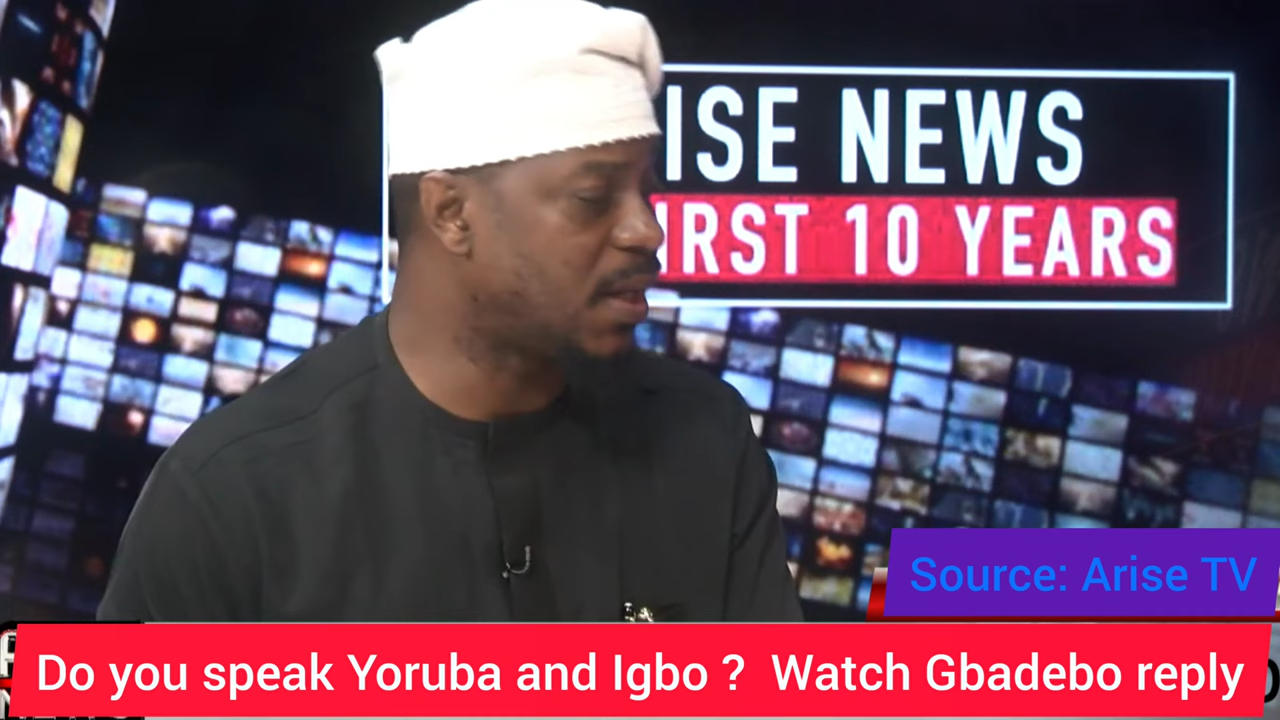 ISE NEWS
IRST 10 YEARS
Source: Arise TV
Do you speak Yoruba and Igbo ? Watch Gbadebo reply